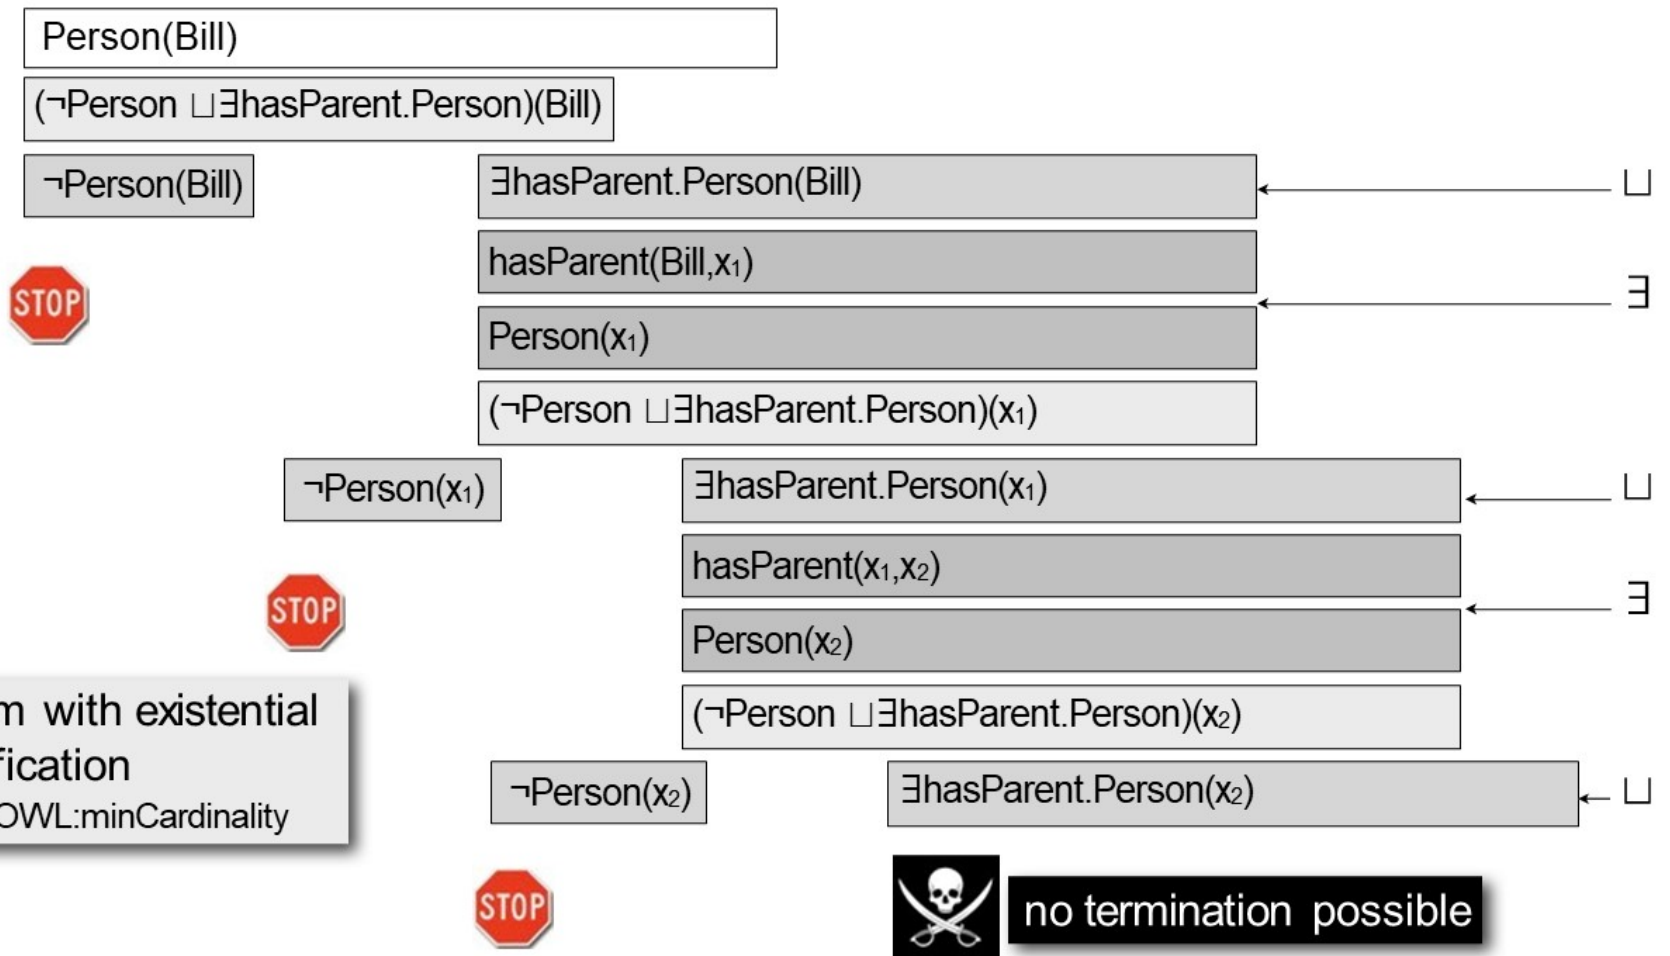 Person(Bill)
(¬Person ⊔∃hasParent.Person)(Bill)
¬Person(Bill)
∃hasParent.Person(Bill)
⊔
hasParent(Bill,x₁)
STOP
∃
Person(x₁)
(¬Person ⊔∃hasParent.Person)(x₁)
¬Person(x₁)
∃hasParent.Person(x₁)
⊔
hasParent(x₁,x₂)
STOP
∃
Person(x₂)
with existential
(¬Person ⊔∃hasParent.Person)(x₂)
OWL:minCardinality
¬Person(x₂)
∃hasParent.Person(x₂)
⊔
STOP
no termination possible